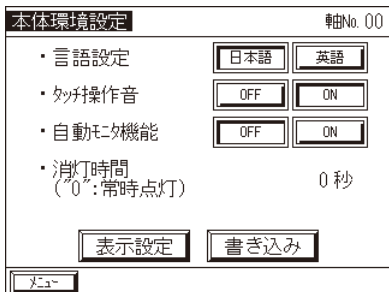 本体環境設定 軸No. 00
・言語設定 日本語 英語
・ﾀｯﾁ操作音 OFF ON
・自動ﾓﾆﾀ機能 OFF ON
・消灯時間
("0":常時点灯) 0 秒
表示設定 書き込み
ﾒﾆｭｰ